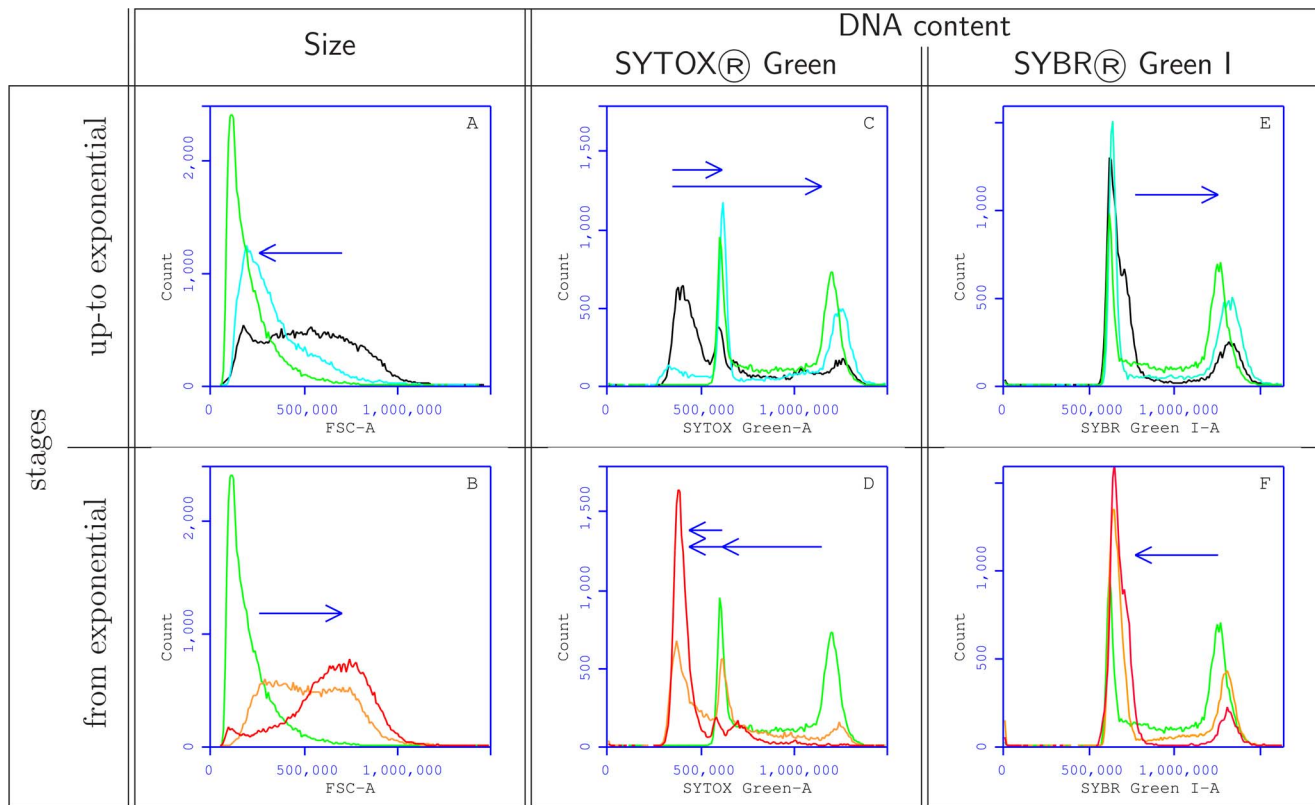 Size
DNA content
SYTOX® Green
SYBR® Green I
stages
up-to exponential
from exponential
A
Count
0
1,000
2,000
0
500,000
1,000,000
FSC-A
C
Count
0
500
1,000
1,500
0
500,000
1,000,000
SYTOX Green-A
E
Count
0
500
1,000
0
500,000
1,000,000
SYBR Green I-A
B
Count
0
1,000
2,000
0
500,000
1,000,000
FSC-A
D
Count
0
500
1,000
1,500
0
500,000
1,000,000
SYTOX Green-A
F
Count
0
500
1,000
0
500,000
1,000,000
SYBR Green I-A